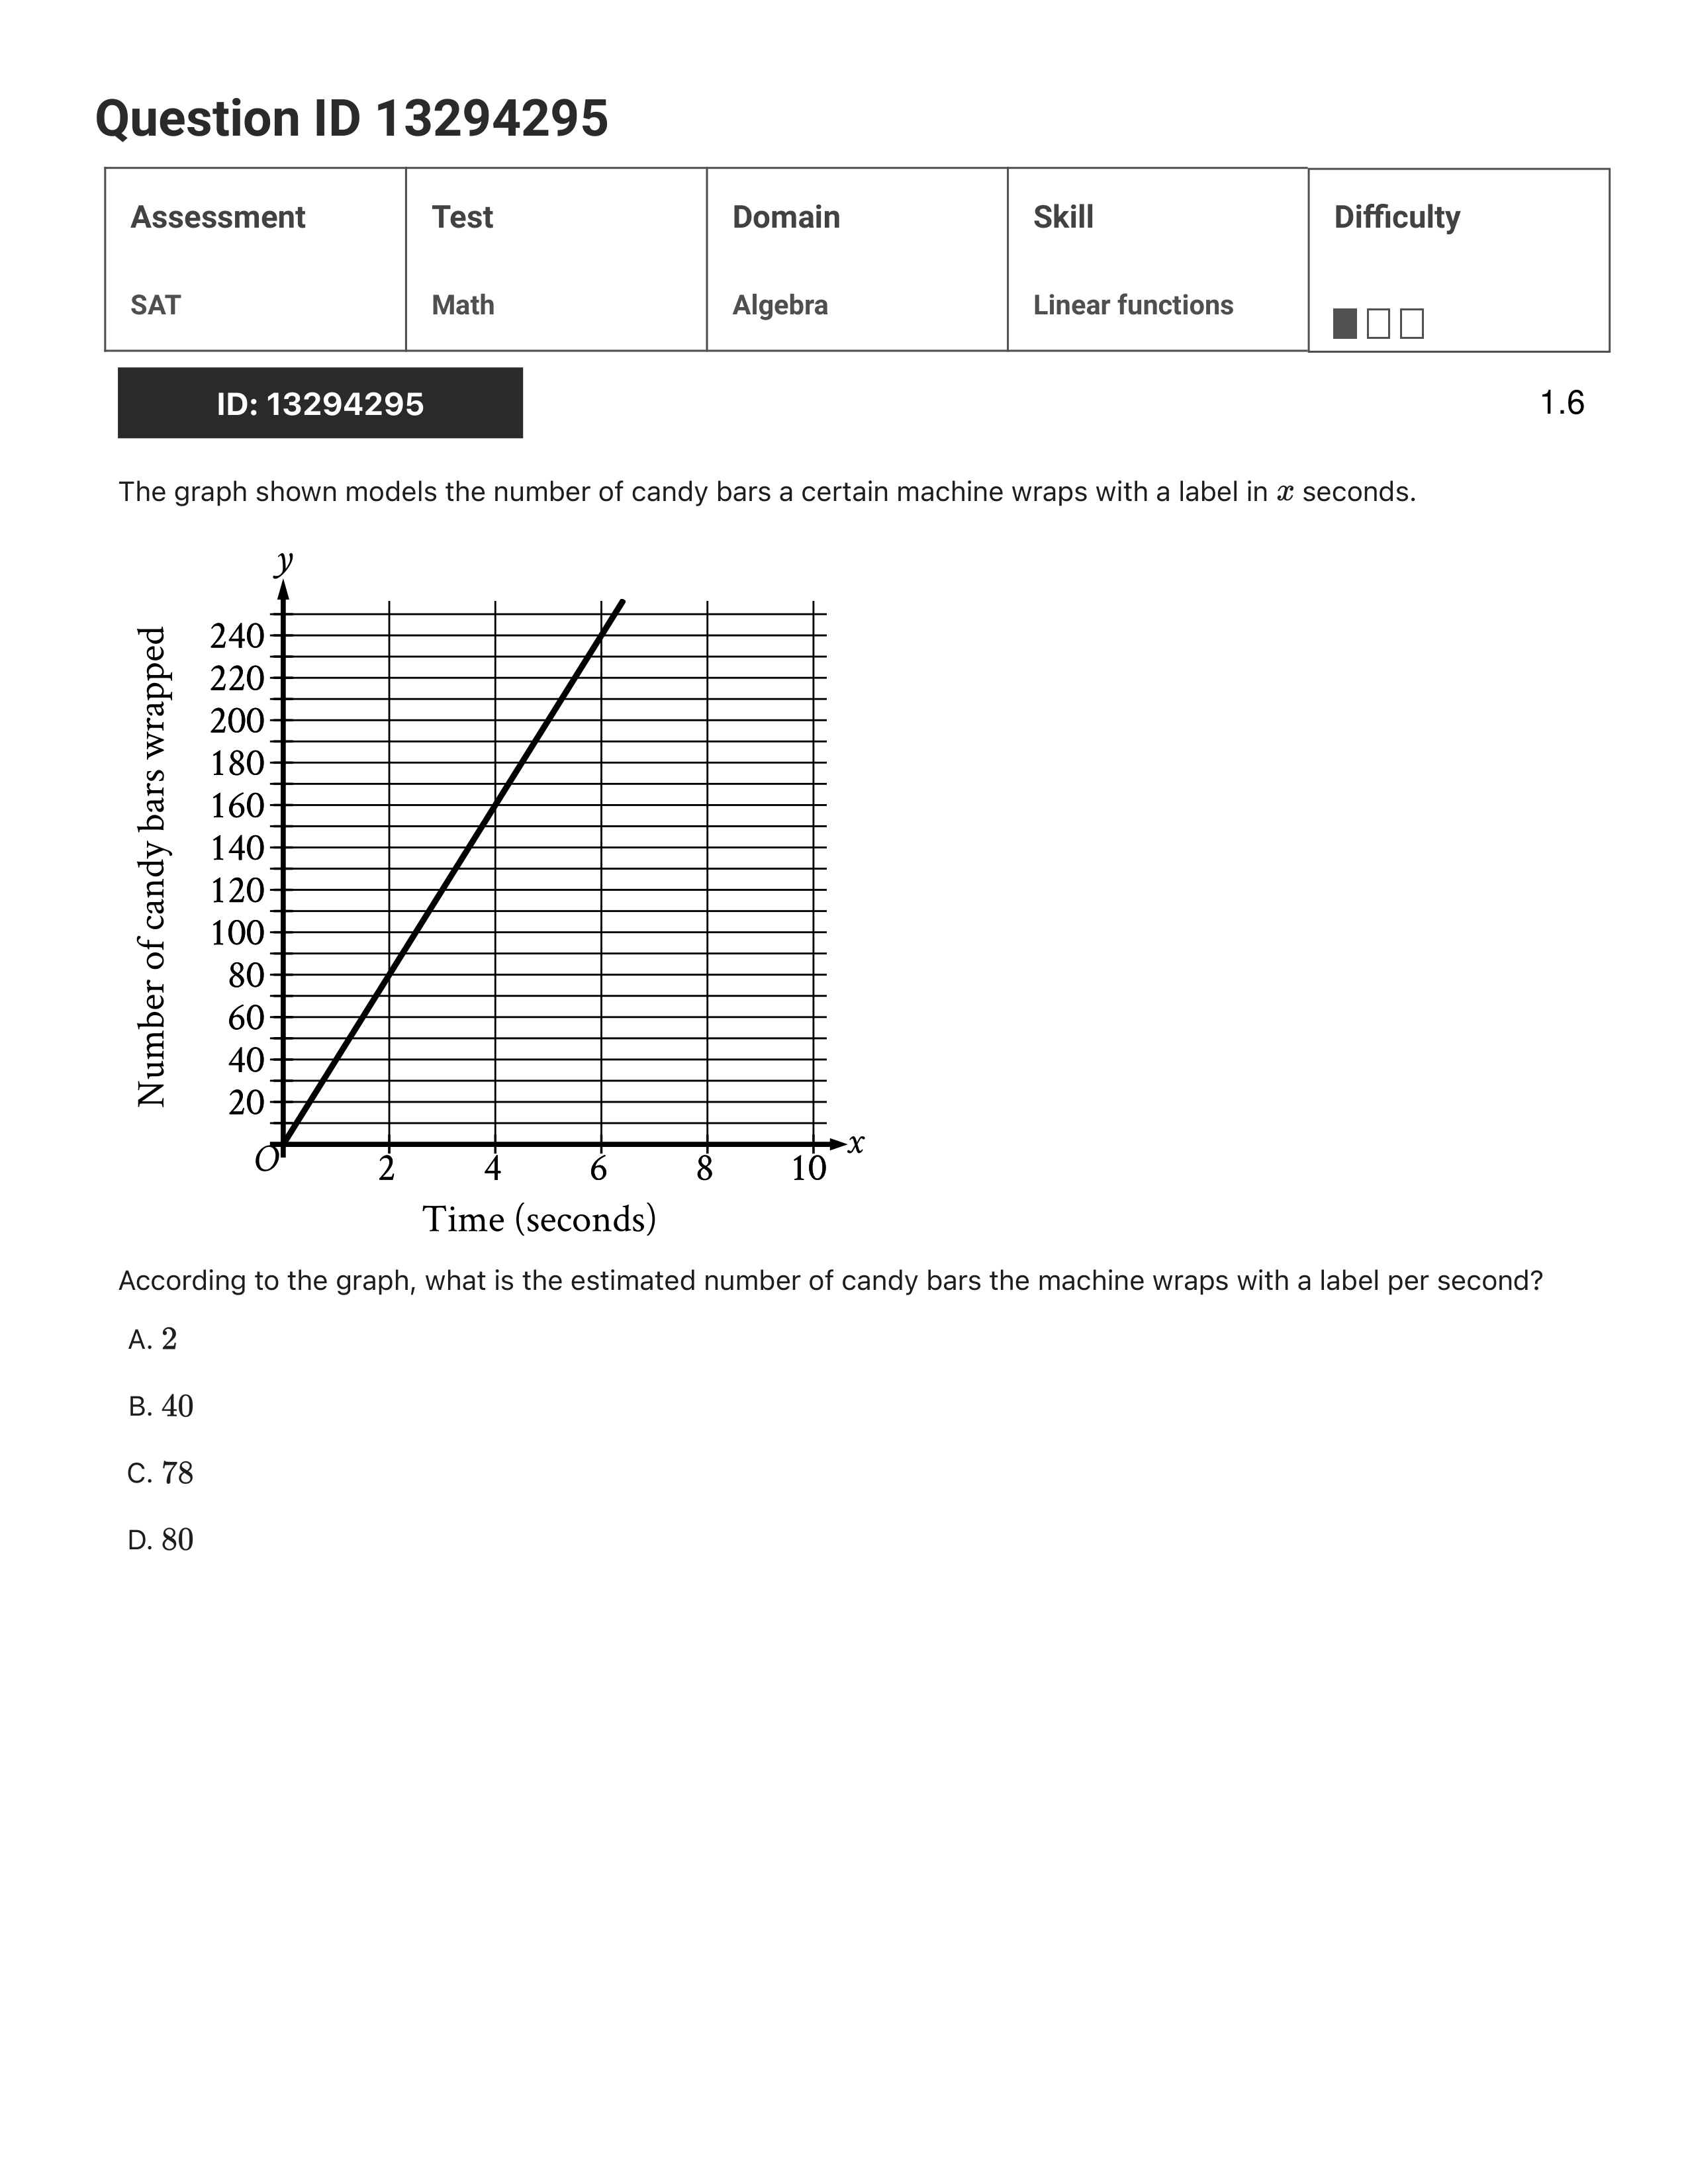 Question ID 13294295
Assessment Test Domain Skill Difficulty
SAT Math Algebra Linear functions
ID: 13294295
1.6
The graph shown models the number of candy bars a certain machine wraps with a label in x seconds.
y
Number of candy bars wrapped
240
220
200
180
160
140
120
100
80
60
40
20
O 2 4 6 8 10 x
Time (seconds)
According to the graph, what is the estimated number of candy bars the machine wraps with a label per second?
A. 2
B. 40
C. 78
D. 80